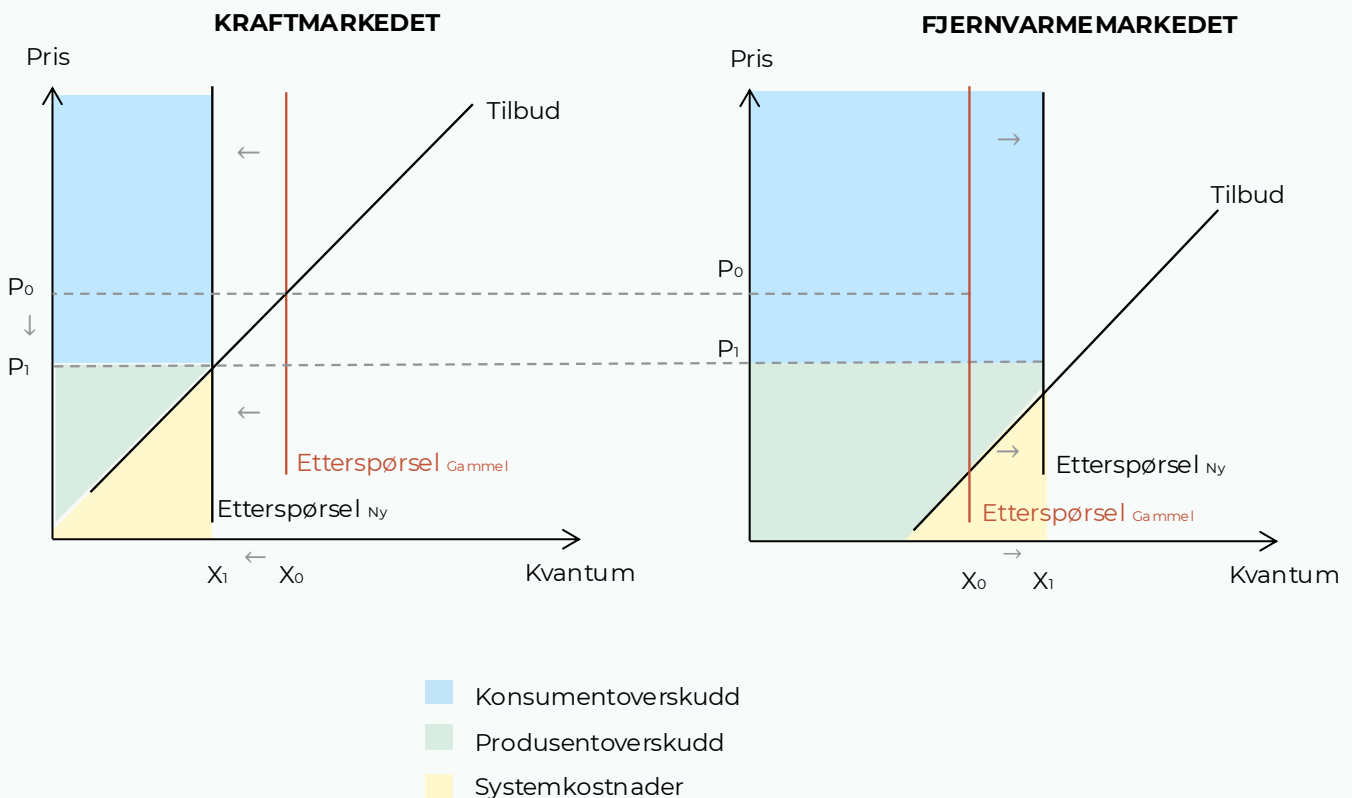 KRAFTMARKEDET
Pris
Tilbud
P0
↓
P1
←
←
Etterspørsel Gammel
Etterspørsel Ny
←
X1 X0
Kvantum
FJERNVARMEMARKEDET
Pris
→
Tilbud
P0
P1
→
Etterspørsel Ny
Etterspørsel Gammel
→
X0 X1
Kvantum
Konsumentoverskudd
Produsentoverskudd
Systemkostnader